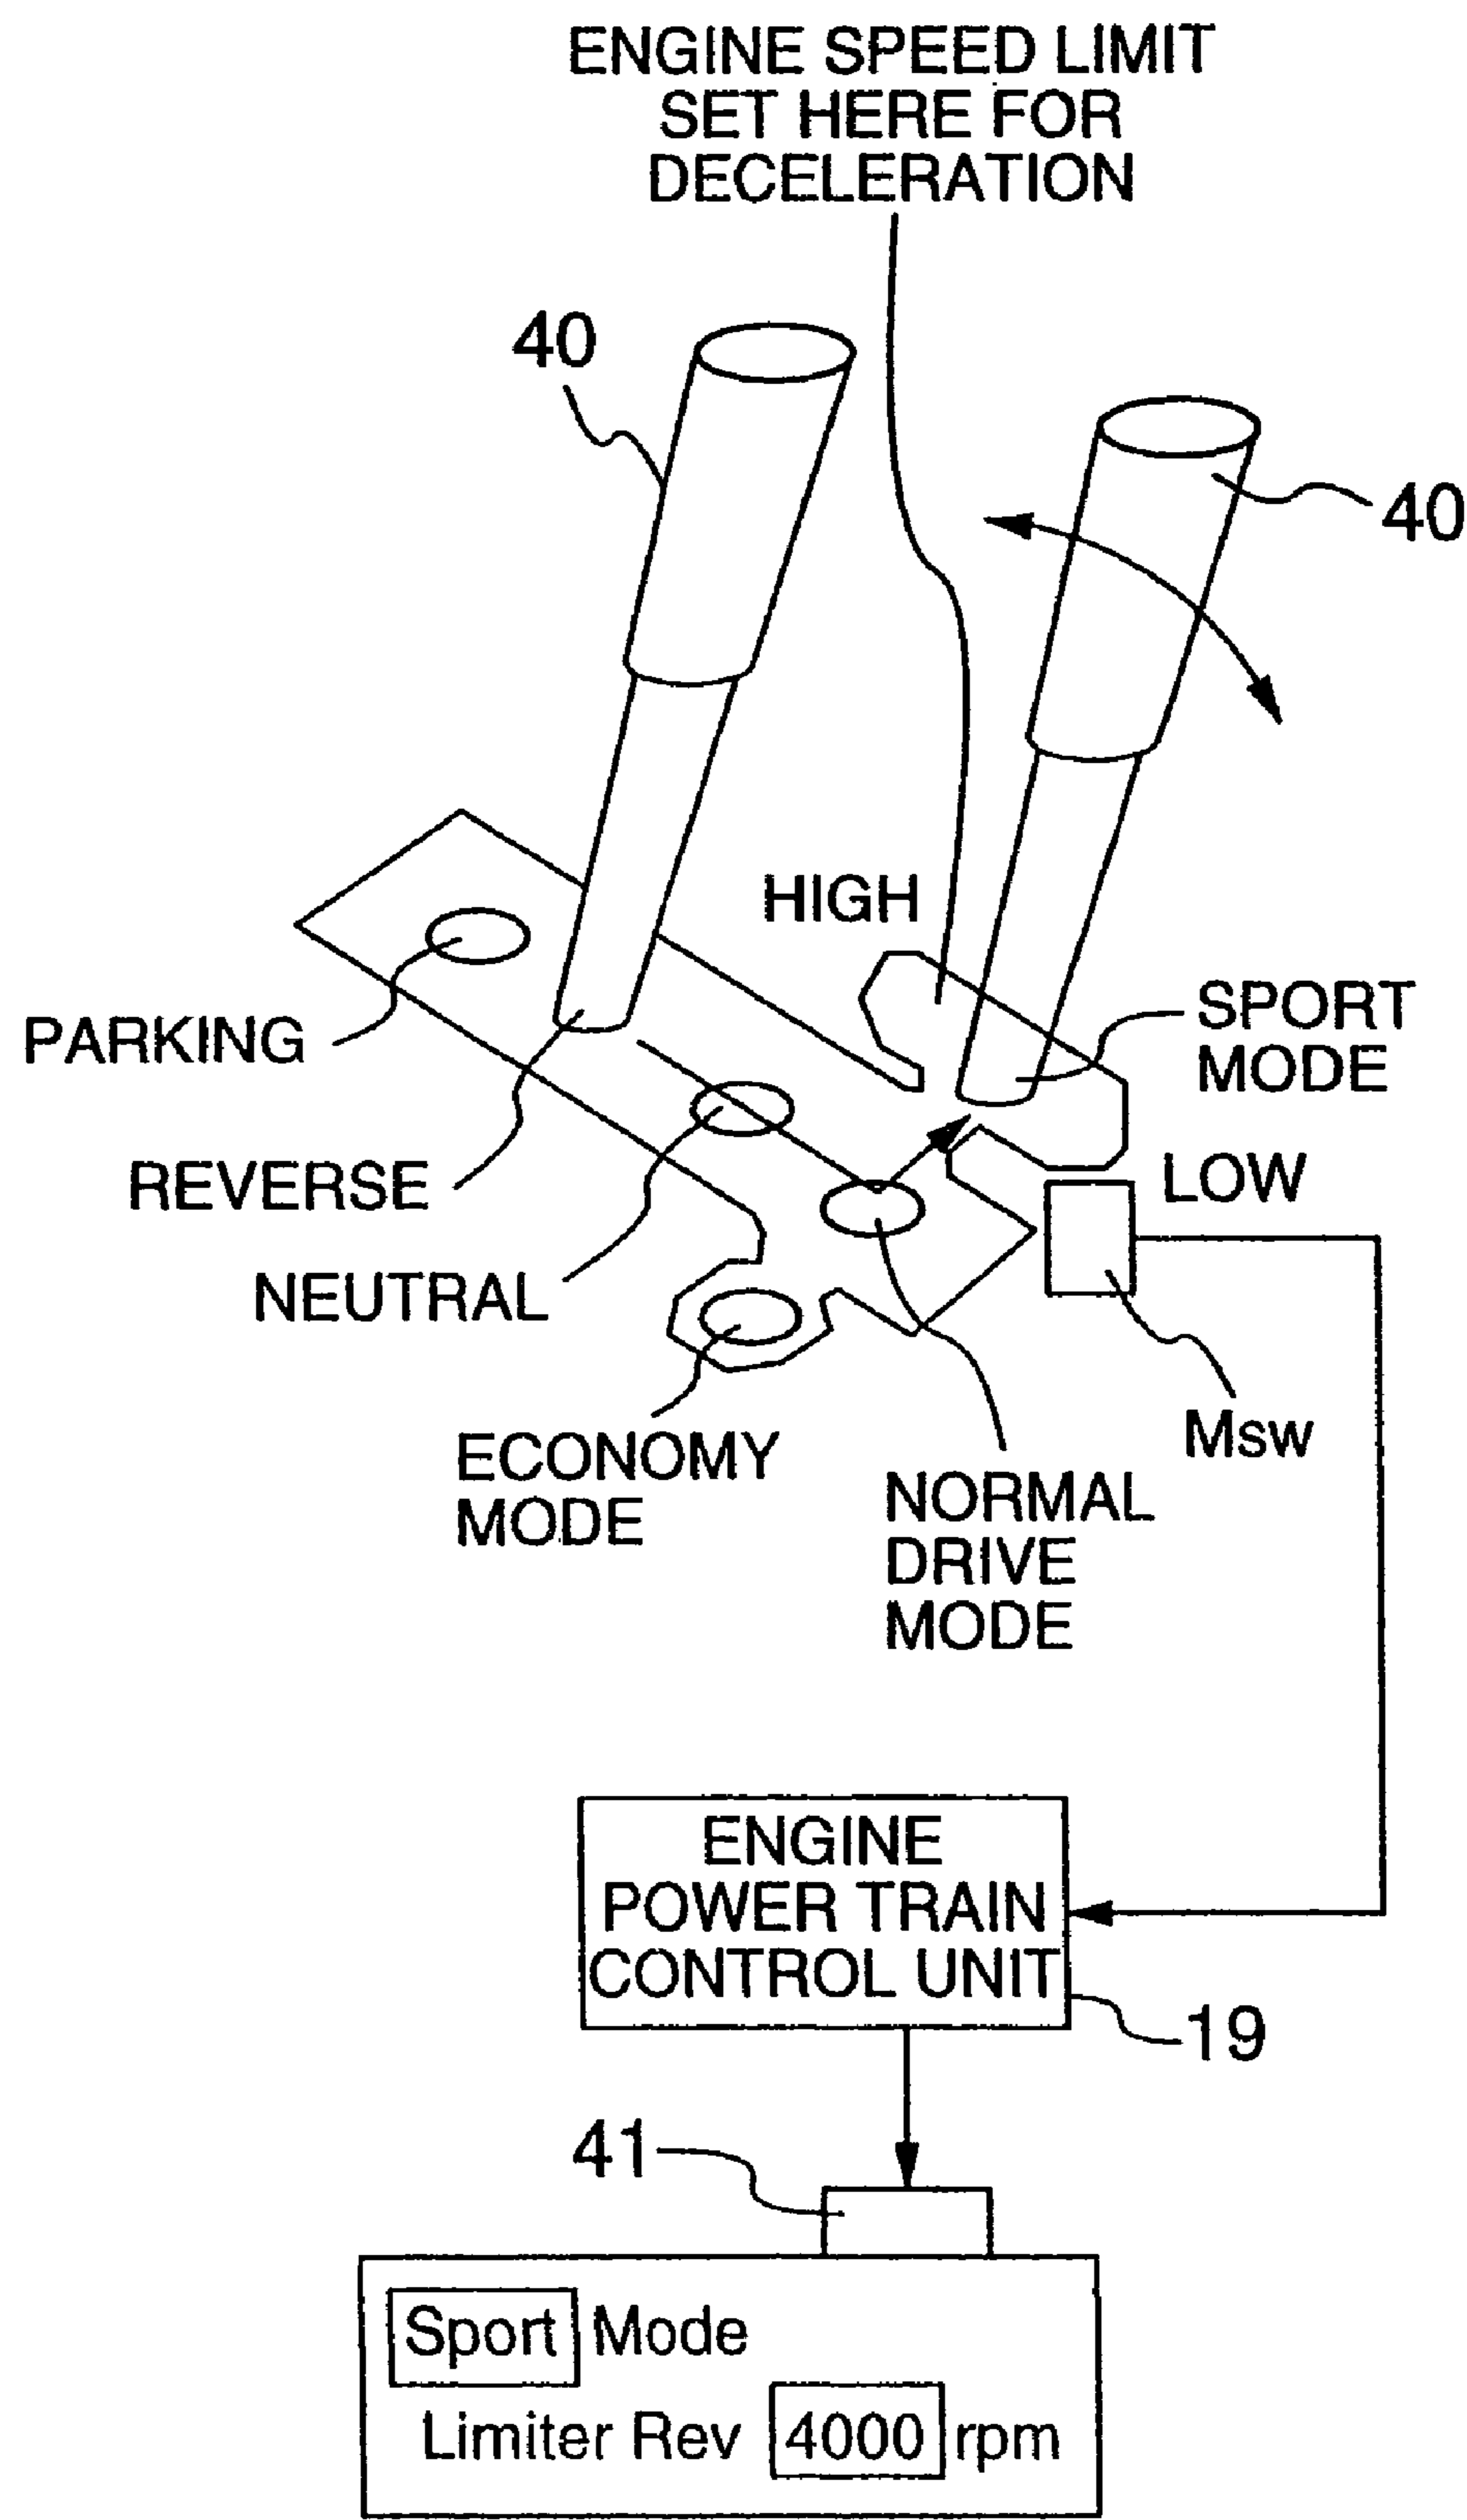 ENGINE SPEED LIMIT
SET HERE FOR
DECELERATION
40
40
HIGH
SPORT
MODE
PARKING
LOW
REVERSE
NEUTRAL
Msw
ECONOMY
MODE
NORMAL
DRIVE
MODE
ENGINE
POWER TRAIN
CONTROL UNIT
19
41
Sport Mode
Limiter Rev 4000 rpm